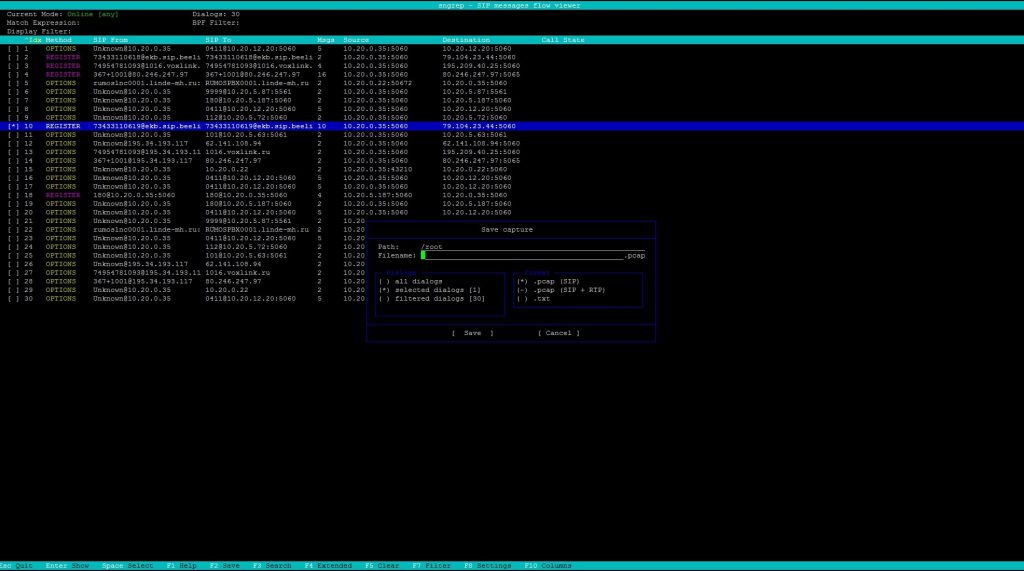 sngrep - SIP messages flow viewer
Current Mode: Online [any] Dialogs: 30
Match Expression: BPF Filter:
Display Filter:
^Idx Method SIP From SIP To Msgs Source Destination Call State
[ ] 1 OPTIONS Unknown@10.20.0.35 0411@10.20.12.20:5060 5 10.20.0.35:5060 10.20.12.20:5060
[ ] 2 REGISTER 73433110618@ekb.sip.beeli 73433110618@ekb.sip.beeli 2 10.20.0.35:5060 79.104.23.44:5060
[ ] 3 REGISTER 74954781093@1016.voxlink. 74954781093@1016.voxlink. 4 10.20.0.35:5060 195.209.40.25:5060
[ ] 4 REGISTER 367+1001@80.246.247.97 367+1001@80.246.247.97 16 10.20.0.35:5060 80.246.247.97:5065
[ ] 5 OPTIONS rumoslnc0001.linde-mh.ru: RUMOSPBX0001.linde-mh.ru 2 10.20.0.22:50672 10.20.0.35:5060
[ ] 6 OPTIONS Unknown@10.20.0.35 9999@10.20.5.87:5561 2 10.20.0.35:5060 10.20.5.87:5561
[ ] 7 OPTIONS Unknown@10.20.0.35 180@10.20.5.187:5060 2 10.20.0.35:5060 10.20.5.187:5060
[ ] 8 OPTIONS Unknown@10.20.0.35 0411@10.20.12.20:5060 5 10.20.0.35:5060 10.20.12.20:5060
[ ] 9 OPTIONS Unknown@10.20.0.35 112@10.20.5.72:5060 2 10.20.0.35:5060 10.20.5.72:5060
[*] 10 REGISTER 73433110619@ekb.sip.beeli 73433110619@ekb.sip.beeli 10 10.20.0.35:5060 79.104.23.44:5060
[ ] 11 OPTIONS Unknown@10.20.0.35 101@10.20.5.63:5061 2 10.20.0.35:5060 10.20.5.63:5061
[ ] 12 OPTIONS Unknown@195.34.193.117 62.141.108.94 2 10.20.0.35:5060 62.141.108.94:5060
[ ] 13 OPTIONS 74954781093@195.34.193.11 1016.voxlink.ru 2 10.20.0.35:5060 195.209.40.25:5060
[ ] 14 OPTIONS 367+1001@195.34.193.117 80.246.247.97 2 10.20.0.35:5060 80.246.247.97:5065
[ ] 15 OPTIONS Unknown@10.20.0.35 10.20.0.22 2 10.20.0.35:43210 10.20.0.22:5060
[ ] 16 OPTIONS Unknown@10.20.0.35 0411@10.20.12.20:5060 5 10.20.0.35:5060 10.20.12.20:5060
[ ] 17 OPTIONS Unknown@10.20.0.35 0411@10.20.12.20:5060 5 10.20.0.35:5060 10.20.12.20:5060
[ ] 18 REGISTER 180@10.20.0.35:5060 180@10.20.0.35:5060 4 10.20.5.187:5060 10.20.0.35:5060
[ ] 19 OPTIONS Unknown@10.20.0.35 180@10.20.5.187:5060 2 10.20.0.35:5060 10.20.5.187:5060
[ ] 20 OPTIONS Unknown@10.20.0.35 0411@10.20.12.20:5060 5 10.20.0.35:5060 10.20.12.20:5060
[ ] 21 OPTIONS Unknown@10.20.0.35 9999@10.20.5.87:5561 2 10.20
[ ] 22 OPTIONS rumoslnc0001.linde-mh.ru: RUMOSPBX0001.linde-mh.ru 2 10.20
[ ] 23 OPTIONS Unknown@10.20.0.35 0411@10.20.12.20:5060 5 10.20
[ ] 24 OPTIONS Unknown@10.20.0.35 112@10.20.5.72:5060 2 10.20
[ ] 25 OPTIONS Unknown@10.20.0.35 101@10.20.5.63:5061 2 10.20
[ ] 26 OPTIONS Unknown@195.34.193.117 62.141.108.94 2 10.20
[ ] 27 OPTIONS 74954781093@195.34.193.11 1016.voxlink.ru 2 10.20
[ ] 28 OPTIONS 367+1001@195.34.193.117 80.246.247.97 2 10.20
[ ] 29 OPTIONS Unknown@10.20.0.35 10.20.0.22 2 10.20
[ ] 30 OPTIONS Unknown@10.20.0.35 0411@10.20.12.20:5060 5 10.20
Save capture
Path: /root
Filename: .pcap
Dialogs Format
( ) all dialogs (*) .pcap (SIP)
(*) selected dialogs [1] (-) .pcap (SIP + RTP)
( ) filtered dialogs [30] ( ) .txt
[ Save ] [ Cancel ]
Esc Quit Enter Show Space Select F1 Help F2 Save F3 Search F4 Extended F5 Clear F7 Filter F8 Settings F10 Columns